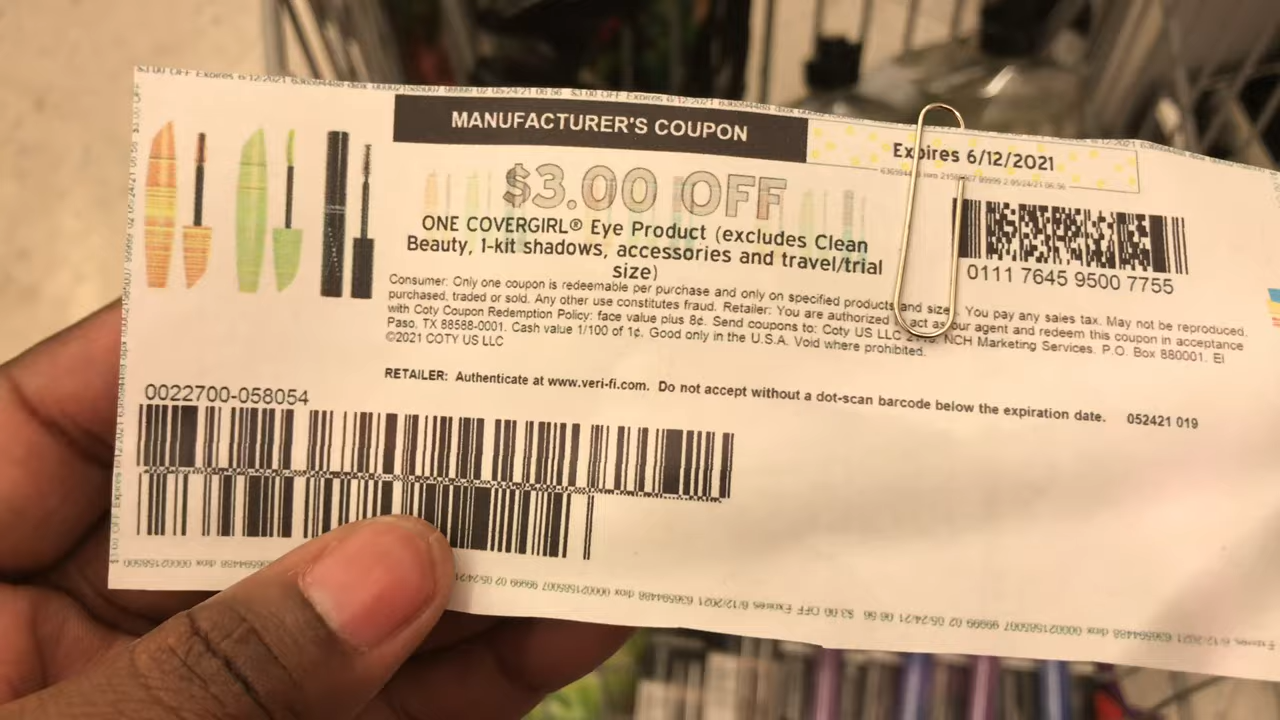 $3.00 OFF Expires 6/12/2021
MANUFACTURER'S COUPON
Expires 6/12/2021
$3.00 OFF
ONE COVERGIRL® Eye Product (excludes Clean
Beauty, 1-kit shadows, accessories and travel/trial
size)
0111 7645 9500 7755
Consumer: Only one coupon is redeemable per purchase and only on specified products and size You pay any sales tax. May not be reproduced,
purchased, traded or sold. Any other use constitutes fraud. Retailer: You are authorized act as our agent and redeem this coupon in acceptance
with Coty Coupon Redemption Policy: face value plus 8¢. Send coupons to: Coty US LLC NCH Marketing Services, P.O. Box 880001, El
Paso, TX 88588-0001. Cash value 1/100 of 1¢. Good only in the U.S.A. Void where prohibited.
©2021 COTY US LLC
RETAILER: Authenticate at www.veri-fi.com. Do not accept without a dot-scan barcode below the expiration date. 052421 019
0022700-058054